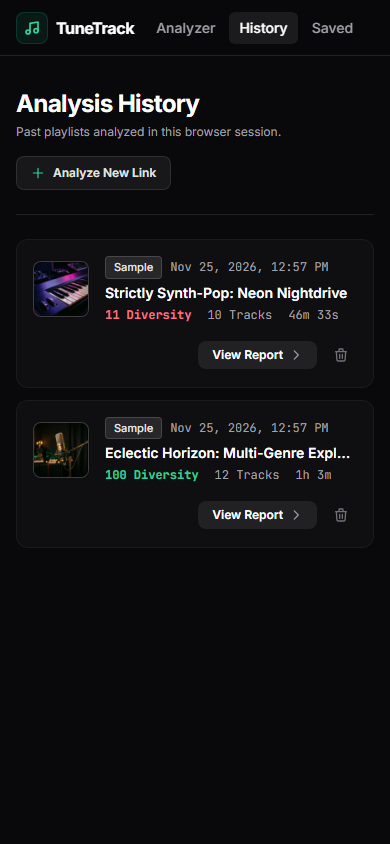 TuneTrack Analyzer History Saved
Analysis History
Past playlists analyzed in this browser session.
Analyze New Link
Sample Nov 25, 2026, 12:57 PM
Strictly Synth-Pop: Neon Nightdrive
11 Diversity 10 Tracks 46m 33s
View Report
Sample Nov 25, 2026, 12:57 PM
Eclectic Horizon: Multi-Genre Expl...
100 Diversity 12 Tracks 1h 3m
View Report